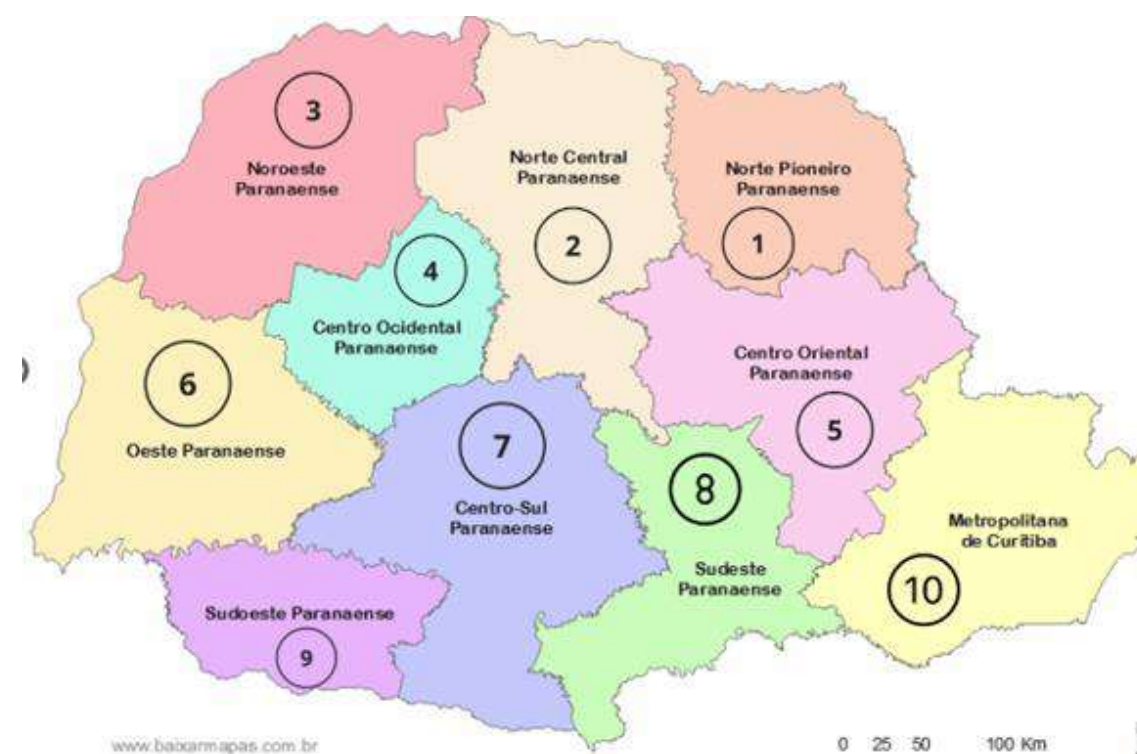 3
Noroeste
Paranaense
Norte Central
Paranaense
2
Norte Pioneiro
Paranaense
1
4
Centro Ocidental
Paranaense
Centro Oriental
Paranaense
5
6
Oeste Paranaense
7
Centro-Sul
Paranaense
8
Sudeste
Paranaense
Metropolitana
de Curitiba
10
Sudoeste Paranaense
9
www.baixarmapas.com.br
0 25 50 100 Km